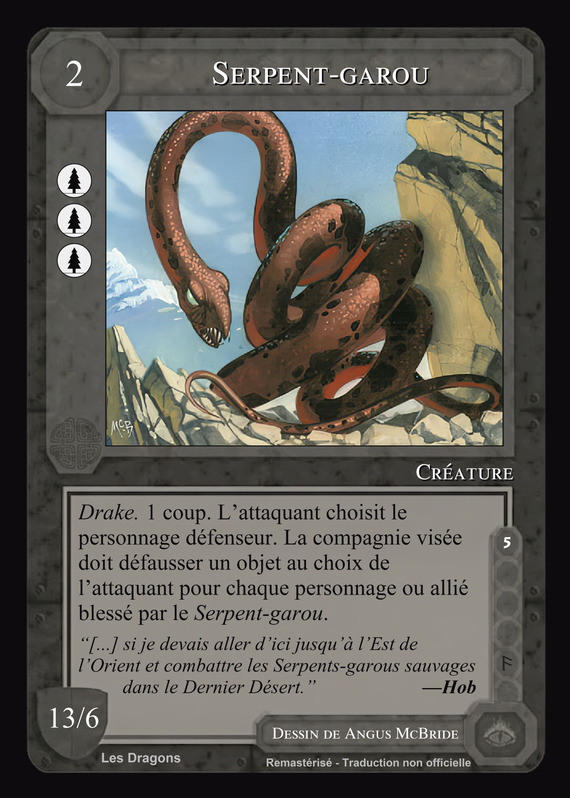 2
SERPENT-GAROU
McB
CRÉATURE
Drake. 1 coup. L’attaquant choisit le
personnage défenseur. La compagnie visée
doit défausser un objet au choix de
l’attaquant pour chaque personnage ou allié
blessé par le Serpent-garou.
5
“[...] si je devais aller d’ici jusqu’à l’Est de
l’Orient et combattre les Serpents-garous sauvages
dans le Dernier Désert.” —Hob
13/6
DESSIN DE ANGUS MCBRIDE
Les Dragons
Remastérisé - Traduction non officielle